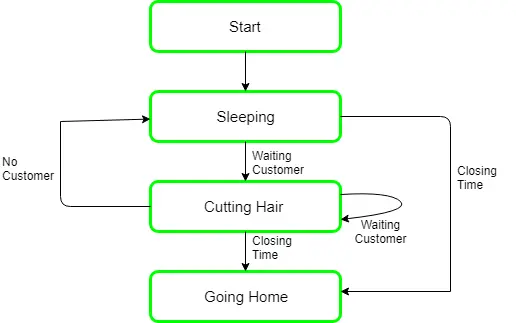 Start
Sleeping
Waiting
Customer
No
Customer
Closing
Time
Cutting Hair
Waiting
Customer
Closing
Time
Going Home